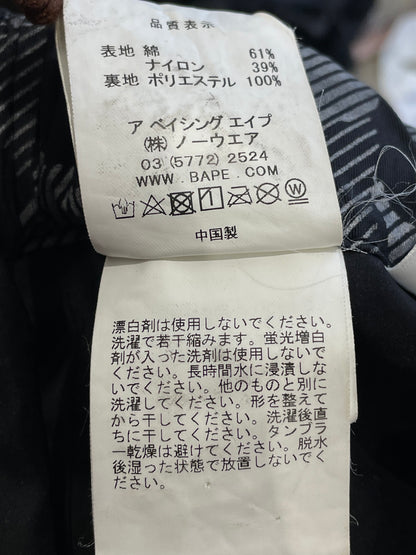 品質表示
表地 綿 61%
ナイロン 39%
裏地 ポリエステル 100%
ア ベイシング エイプ
(株) ノーウエア
03 (5772) 2524
WWW. BAPE. COM
中国製
漂白剤は使用しないでください。
洗濯で若干縮みます。蛍光増白
剤が入った洗剤は使用しないで
ください。長時間水に浸漬しな
いでください。他のものと別に
洗濯してください。形を整えて
から干してください。洗濯後直
ちに干してください。タンブラ
ー乾燥は避けてください。脱水
後湿った状態で放置しないでく
ださい。